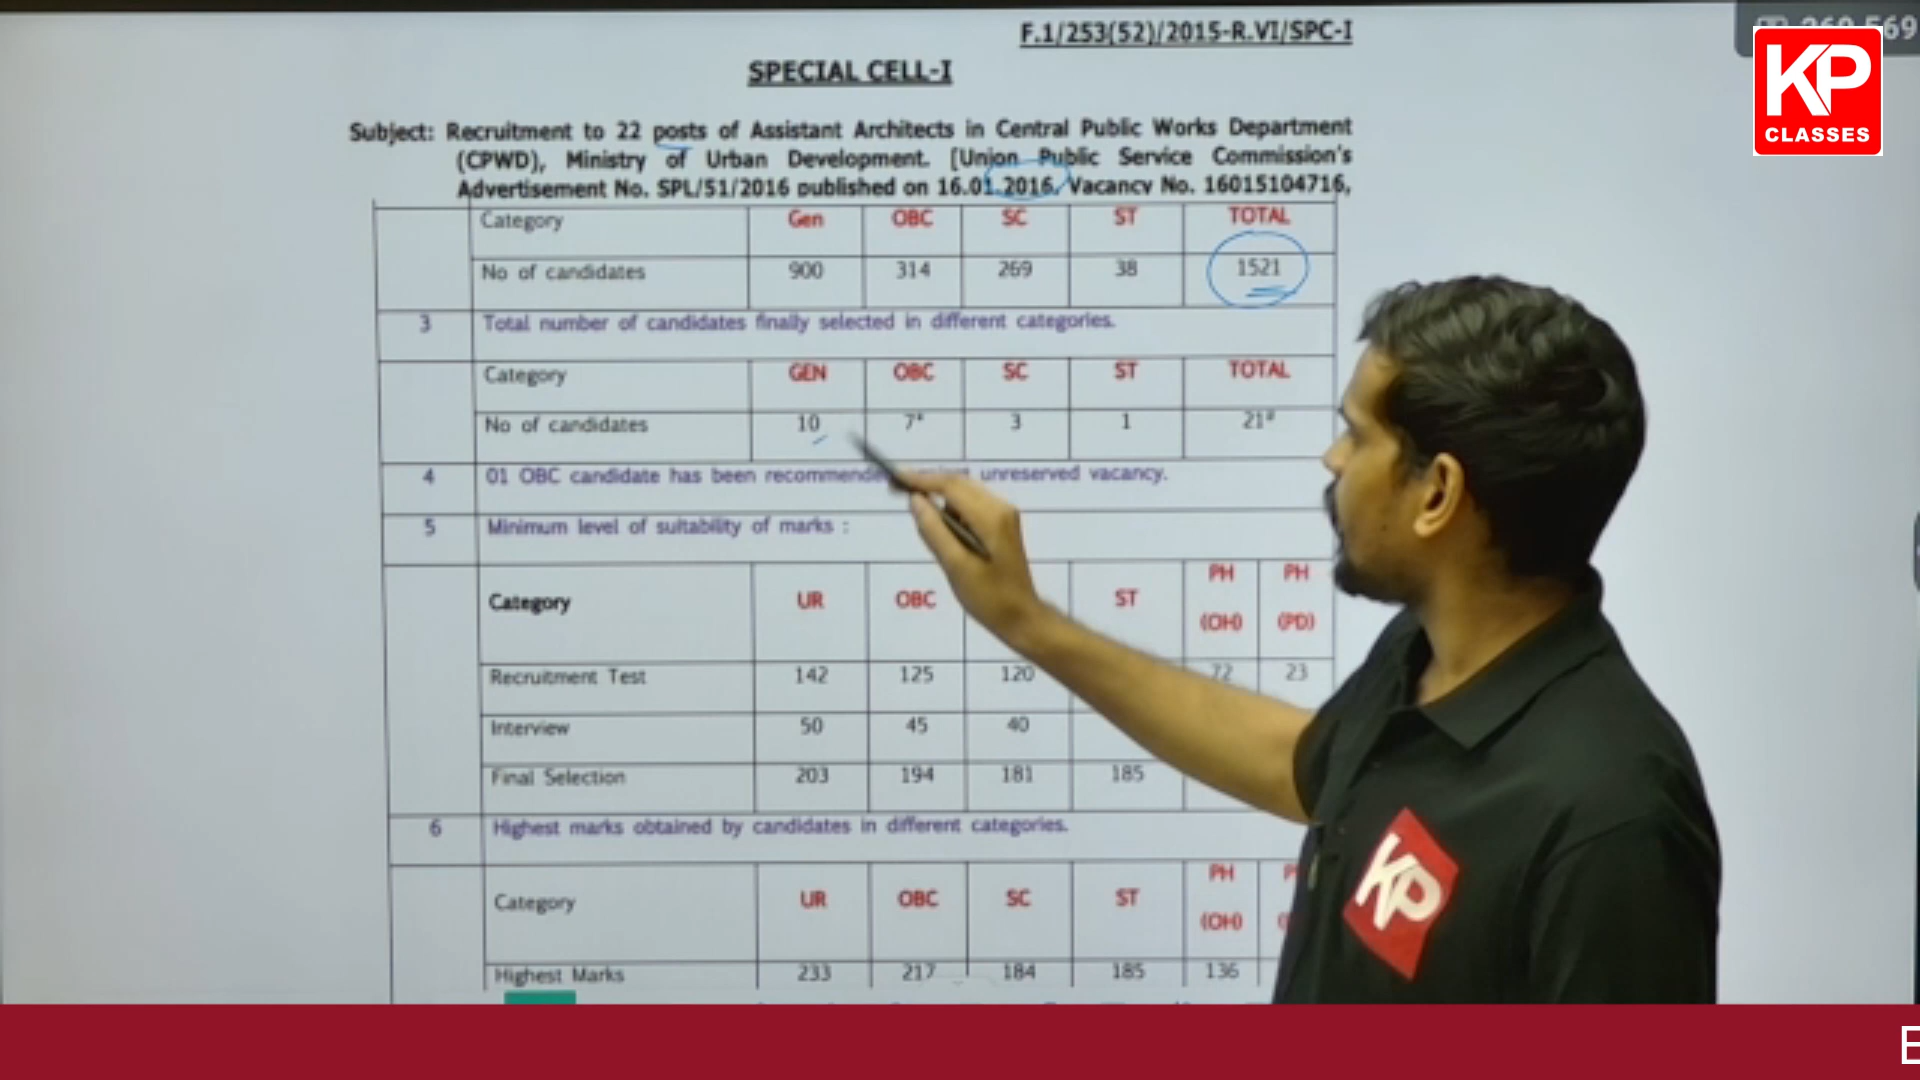 F.1/253(52)/2015-R.VI/SPC-I
SPECIAL CELL-I
Subject: Recruitment to 22 posts of Assistant Architects in Central Public Works Department
(CPWD), Ministry of Urban Development. [Union Public Service Commission's
Advertisement No. SPL/51/2016 published on 16.01.2016, Vacancy No. 16015104716,
KP
CLASSES
Category Gen OBC SC ST TOTAL
No of candidates 900 314 269 38 1521
3 Total number of candidates finally selected in different categories.
Category GEN OBC SC ST TOTAL
No of candidates 10 7* 3 1 21#
4 01 OBC candidate has been unreserved vacancy.
5 Minimum level of suitability of marks :
Category UR OBC ST PH (OH) PH (PD)
Recruitment Test 142 125 120 72 23
Interview 50 45 40
Final Selection 203 194 181 185
6 Highest marks obtained by candidates in different categories.
Category UR OBC SC ST PH (OH)
Highest Marks 233 217 184 185 136
KP